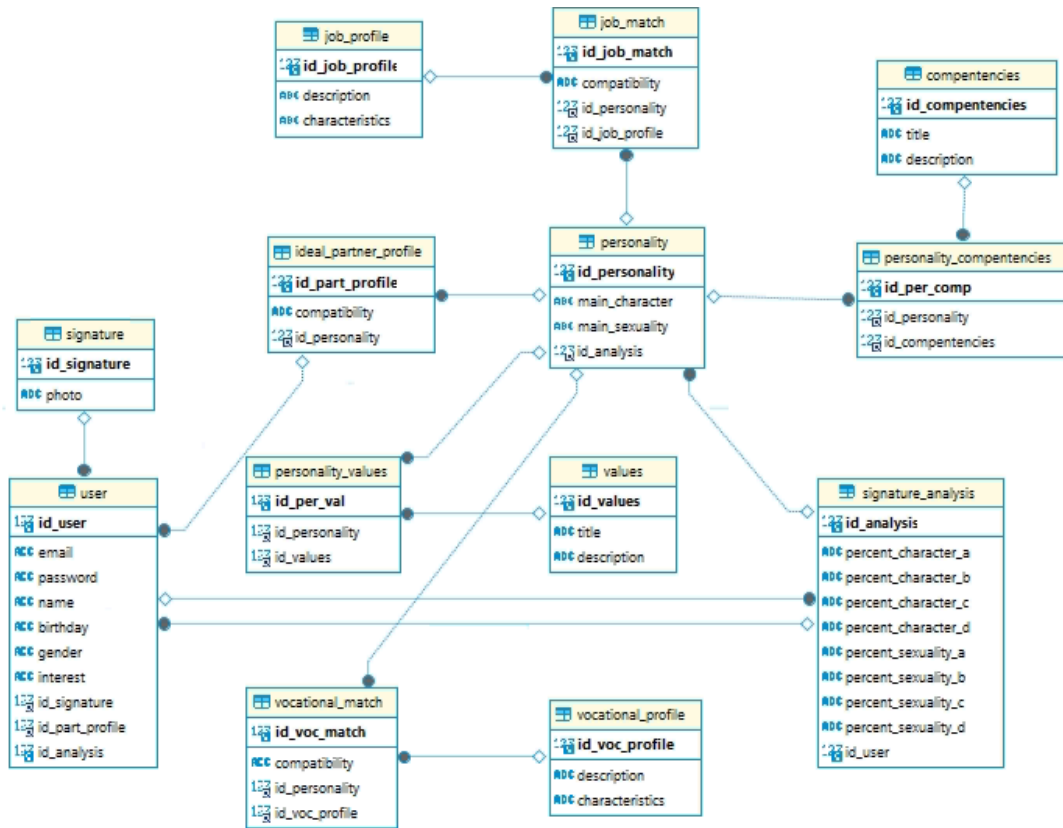 job_profile
id_job_profile
description
characteristics
job_match
id_job_match
compatibility
id_personality
id_job_profile
compentencies
id_compentencies
title
description
ideal_partner_profile
id_part_profile
compatibility
id_personality
personality
id_personality
main_character
main_sexuality
id_analysis
personality_compentencies
id_per_comp
id_personality
id_compentencies
signature
id_signature
photo
user
id_user
email
password
name
birthday
gender
interest
id_signature
id_part_profile
id_analysis
personality_values
id_per_val
id_personality
id_values
values
id_values
title
description
signature_analysis
id_analysis
percent_character_a
percent_character_b
percent_character_c
percent_character_d
percent_sexuality_a
percent_sexuality_b
percent_sexuality_c
percent_sexuality_d
id_user
vocational_match
id_voc_match
compatibility
id_personality
id_voc_profile
vocational_profile
id_voc_profile
description
characteristics